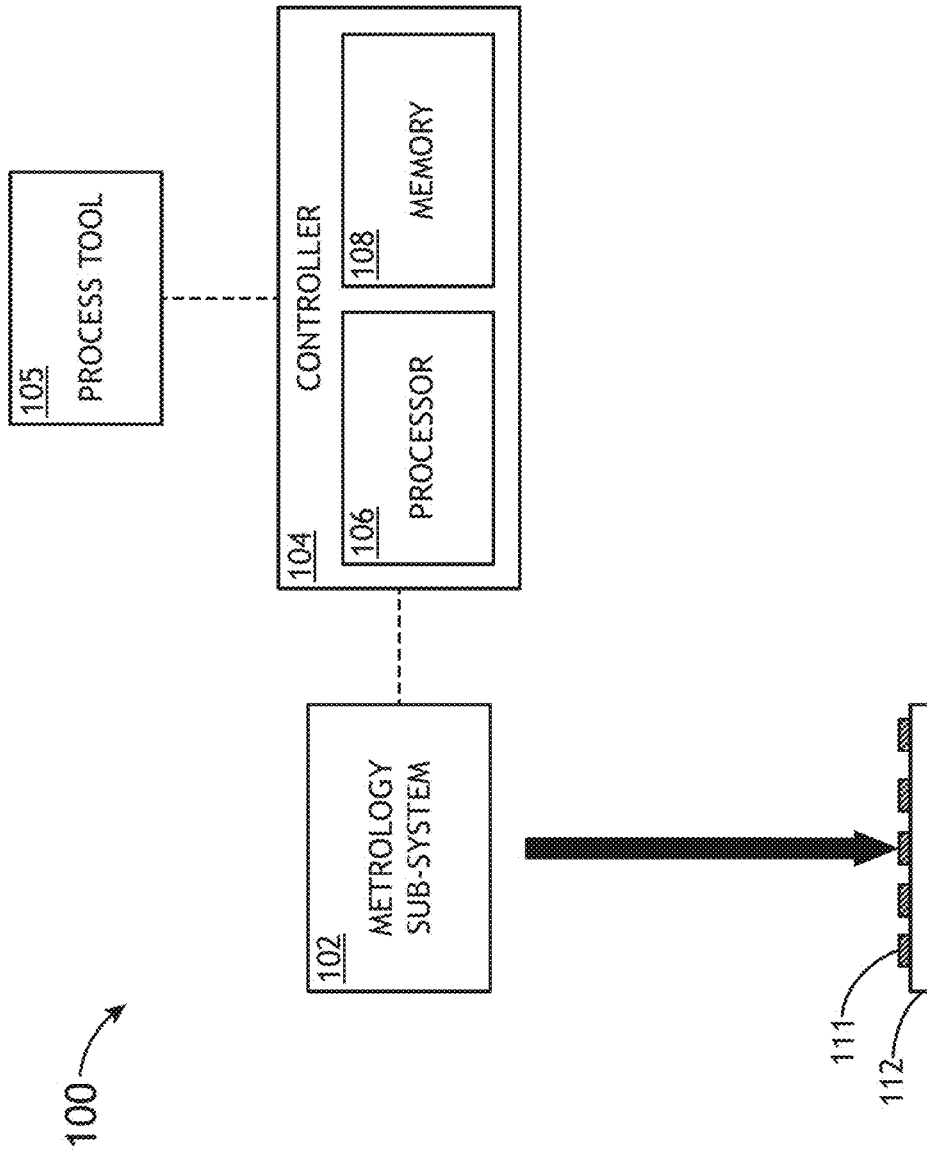 100
105
PROCESS TOOL
104
CONTROLLER
106
PROCESSOR
108
MEMORY
102
METROLOGY
SUB-SYSTEM
111
112